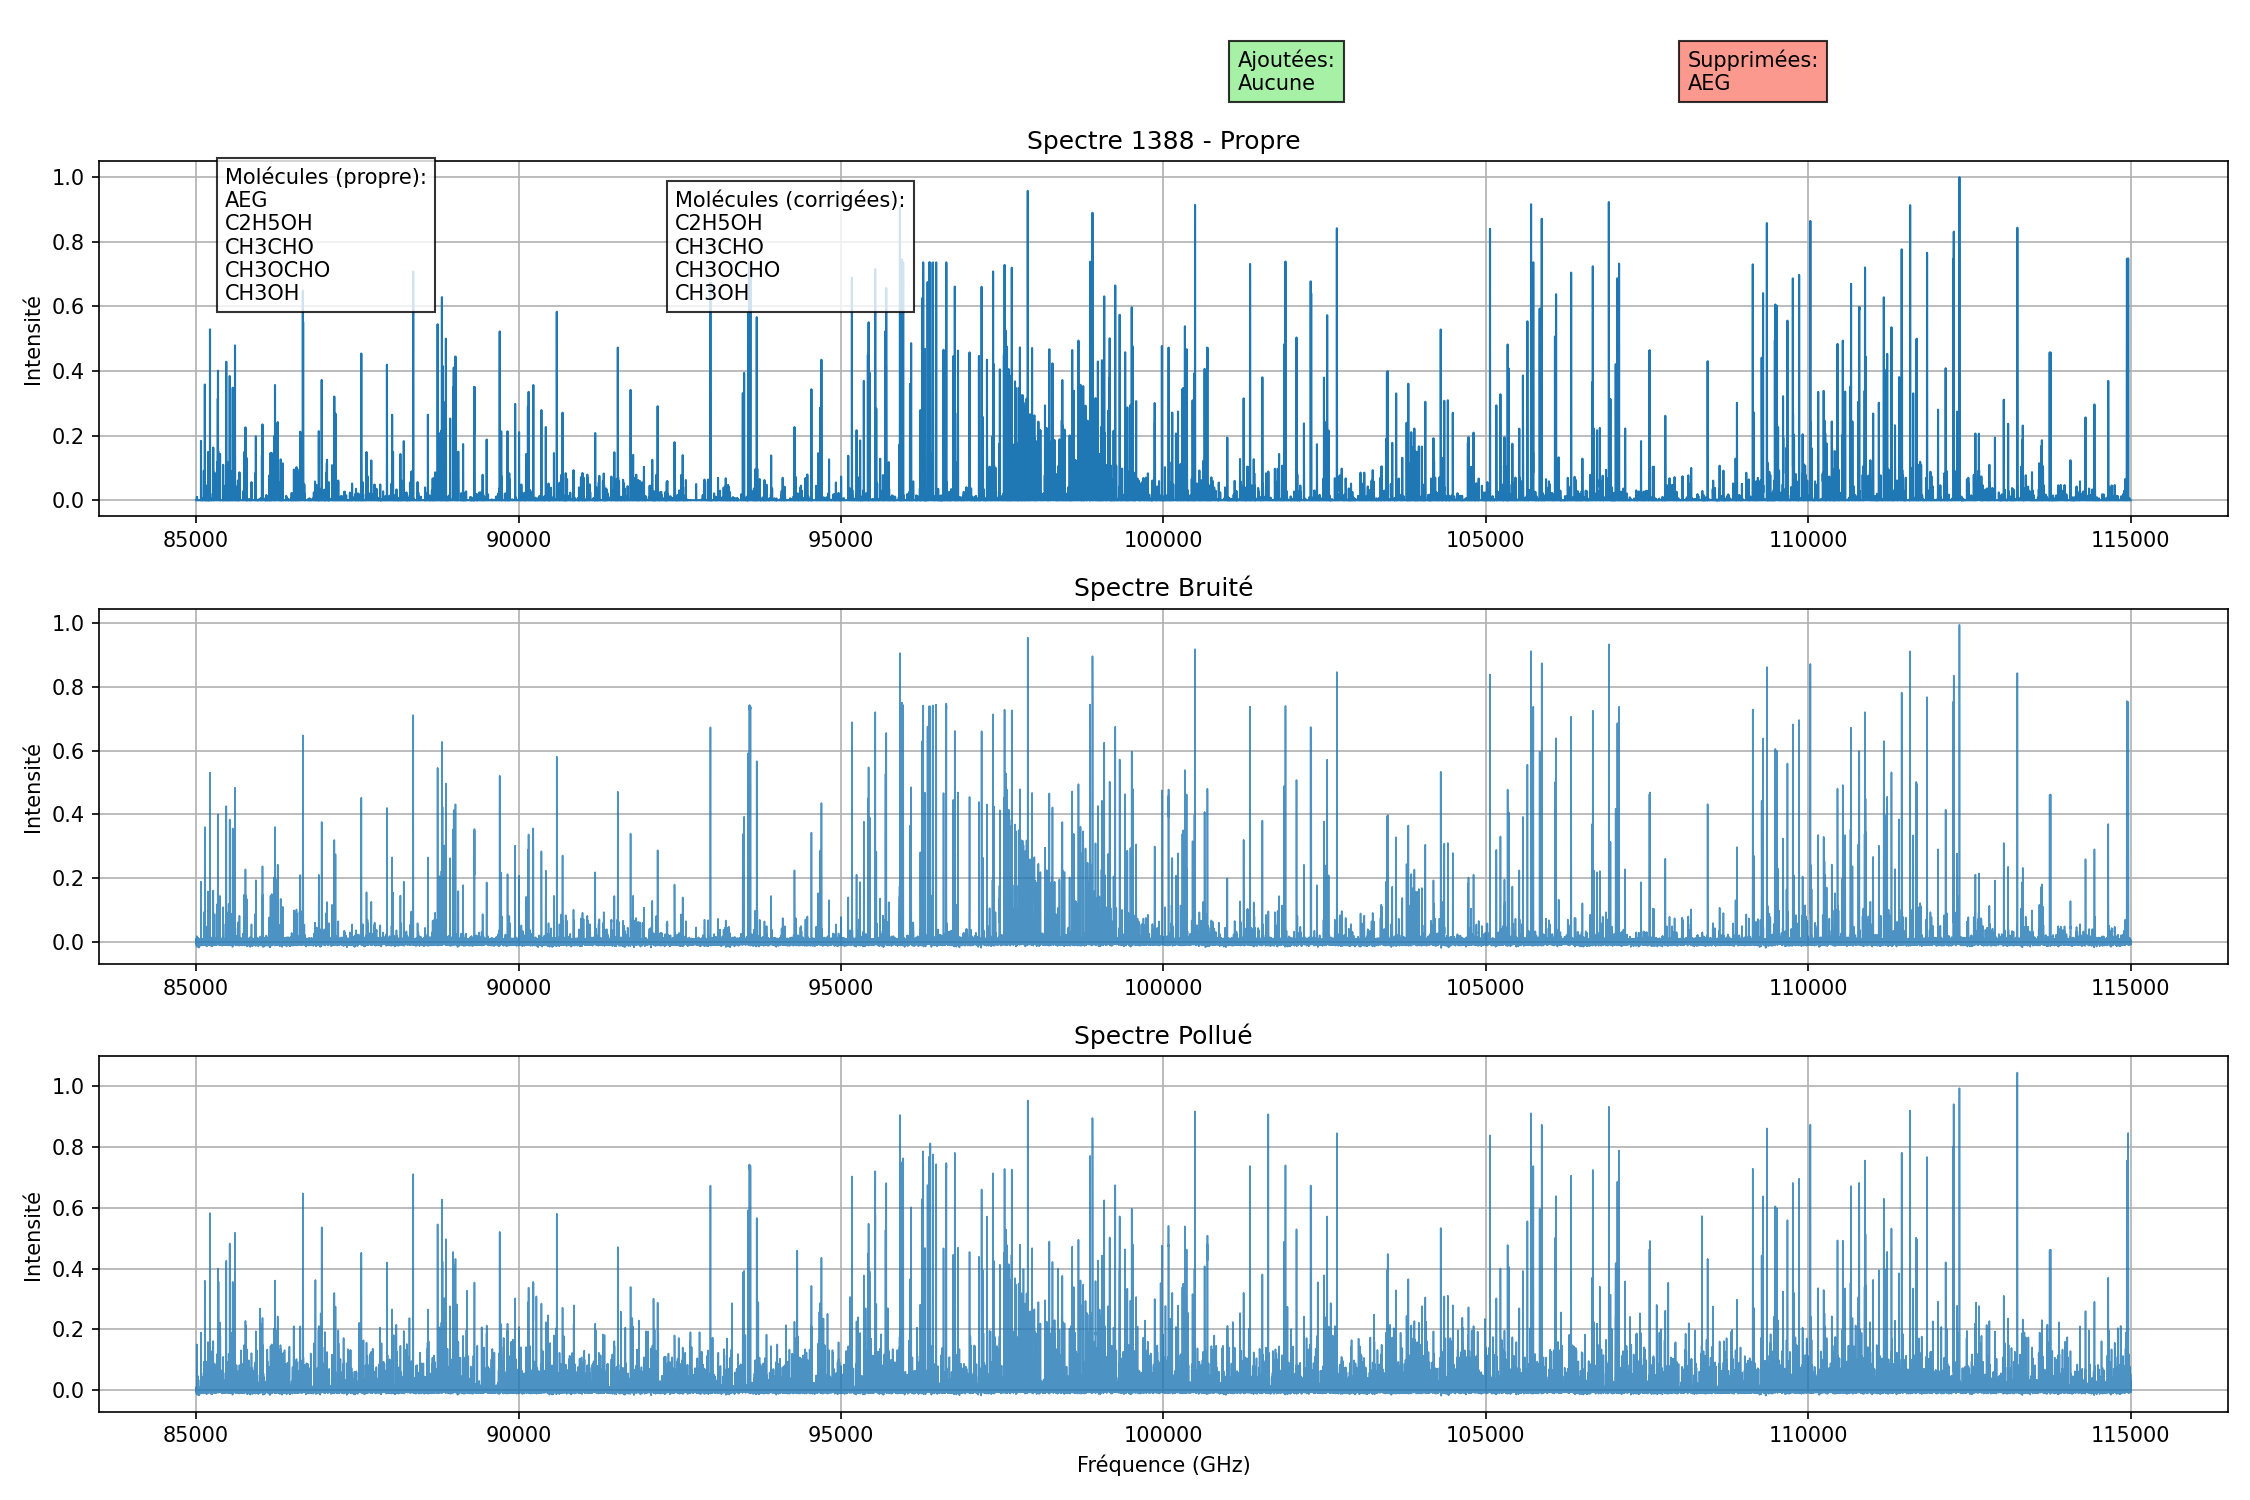 Ajoutées:
Aucune
Supprimées:
AEG
Spectre 1388 - Propre
Molécules (propre):
AEG
C2H5OH
CH3CHO
CH3OCHO
CH3OH
Molécules (corrigées):
C2H5OH
CH3CHO
CH3OCHO
CH3OH
Intensité
1.0
0.8
0.6
0.4
0.2
0.0
85000 90000 95000 100000 105000 110000 115000
Spectre Bruité
Intensité
1.0
0.8
0.6
0.4
0.2
0.0
85000 90000 95000 100000 105000 110000 115000
Spectre Pollué
Intensité
1.0
0.8
0.6
0.4
0.2
0.0
85000 90000 95000 100000 105000 110000 115000
Fréquence (GHz)